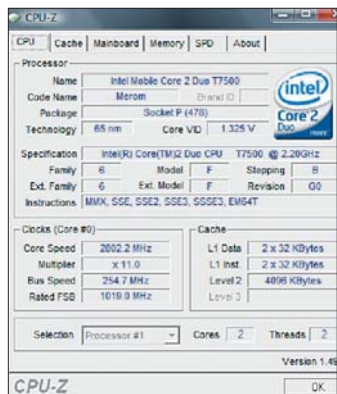 CPU-Z
CPU Cache Mainboard Memory SPD About
Processor
Name Intel Mobile Core 2 Duo T7500
Code Name Merom Brand ID
Package Socket P (478)
Technology 65 nm Core VID 1.325 V
intel
Core 2
Duo
Specification Intel(R) Core(TM)2 Duo CPU T7500 @ 2.20GHz
Family 6 Model F Stepping B
Ext. Family 6 Ext. Model F Revision G0
Instructions MMX, SSE, SSE2, SSE3, SSSE3, EM64T
Clocks (Core #0)
Core Speed 2802.2 MHz
Multiplier x 11.0
Bus Speed 254.7 MHz
Rated FSB 1019.0 MHz
Cache
L1 Data 2 x 32 KBytes
L1 Inst. 2 x 32 KBytes
Level 2 4096 KBytes
Level 3
Selection Processor #1 Cores 2 Threads 2
Version 1.49
CPU-Z OK